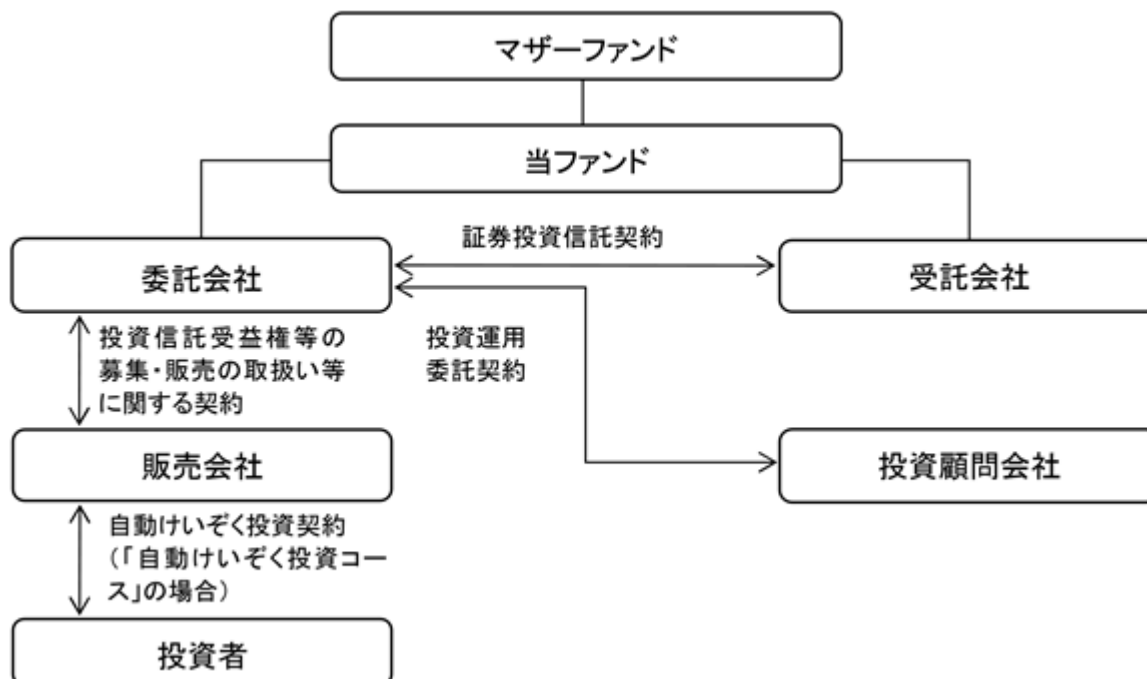 マザーファンド
当ファンド
証券投資信託契約
委託会社
受託会社
投資信託受益権等の
募集・販売の取扱い等
に関する契約
投資運用
委託契約
販売会社
投資顧問会社
自動けいぞく投資契約
(「自動けいぞく投資コー
ス」の場合)
投資者